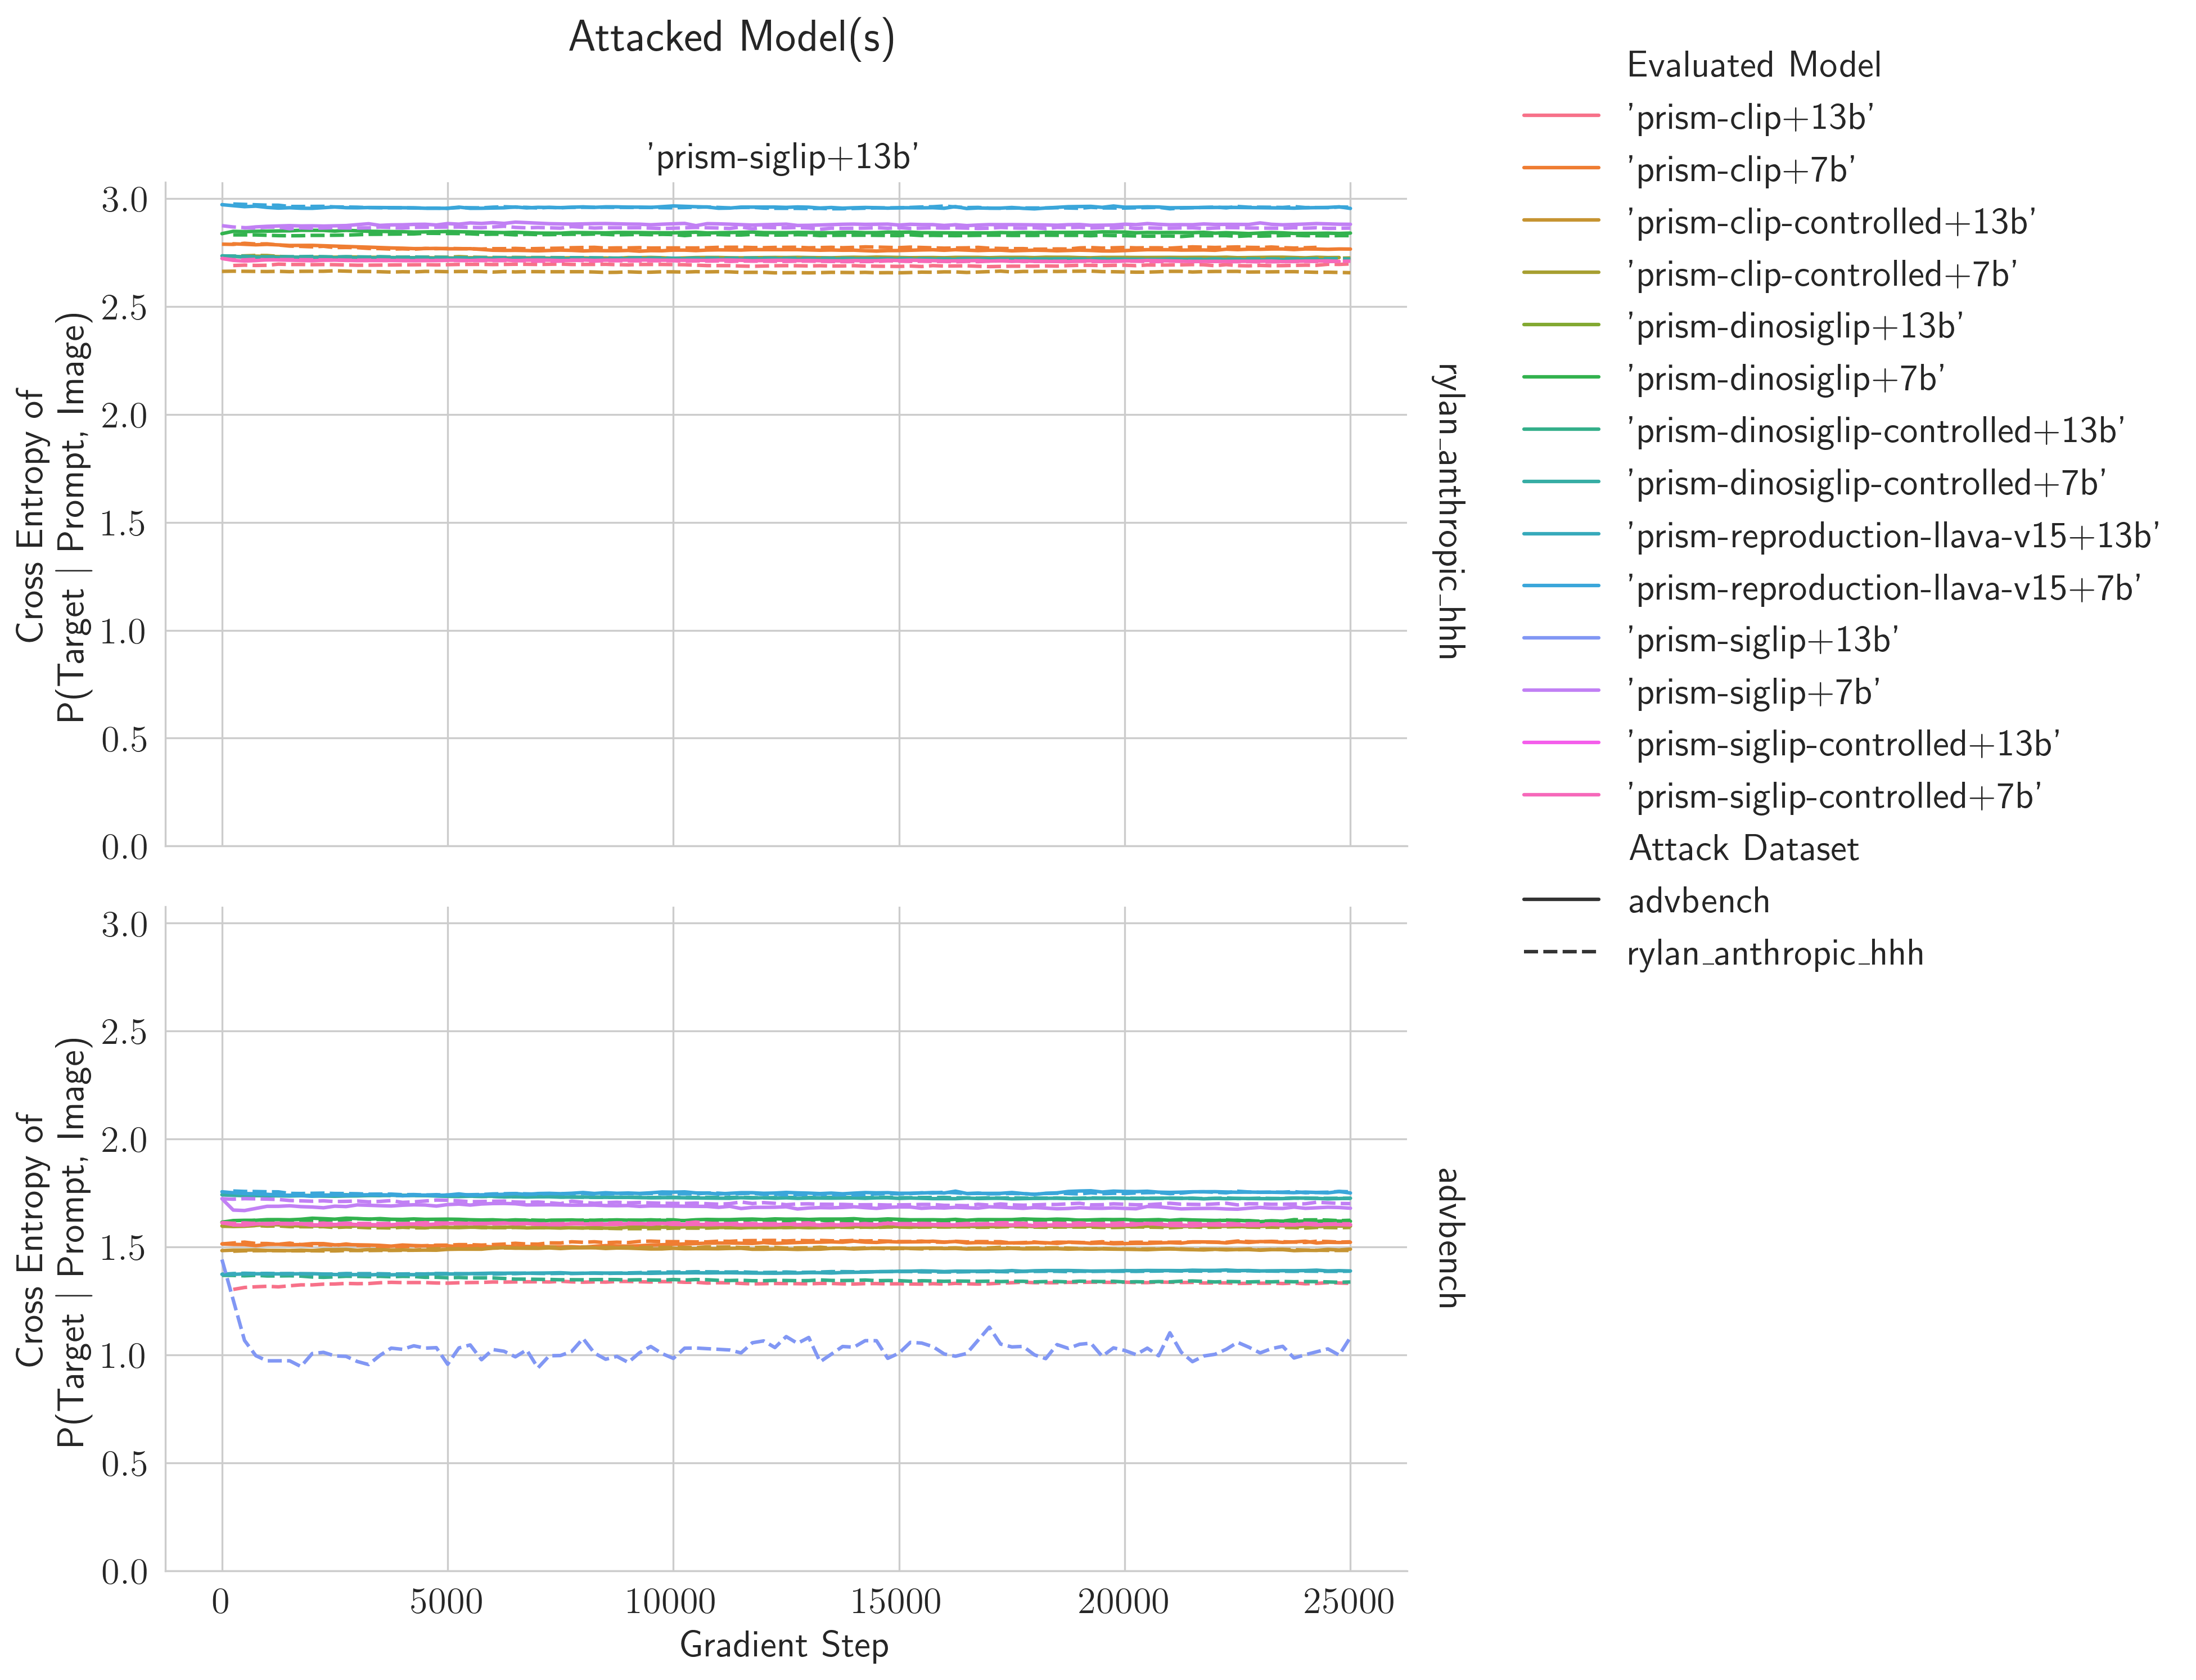 Attacked Model(s)
'prism-siglip+13b'
3.0
2.5
2.0
1.5
1.0
0.5
0.0
Cross Entropy of
P(Target | Prompt, Image)
rylan_anthropic_hhh
3.0
2.5
2.0
1.5
1.0
0.5
0.0
Cross Entropy of
P(Target | Prompt, Image)
advbench
0 5000 10000 15000 20000 25000
Gradient Step
Evaluated Model
'prism-clip+13b'
'prism-clip+7b'
'prism-clip-controlled+13b'
'prism-clip-controlled+7b'
'prism-dinosiglip+13b'
'prism-dinosiglip+7b'
'prism-dinosiglip-controlled+13b'
'prism-dinosiglip-controlled+7b'
'prism-reproduction-llava-v15+13b'
'prism-reproduction-llava-v15+7b'
'prism-siglip+13b'
'prism-siglip+7b'
'prism-siglip-controlled+13b'
'prism-siglip-controlled+7b'
Attack Dataset
advbench
rylan_anthropic_hhh